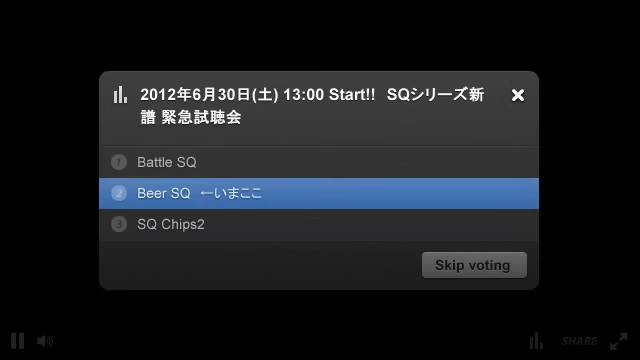 2012年6月30日(土) 13:00 Start!!　SQシリーズ新
譜 緊急試聴会
1 Battle SQ
2 Beer SQ　←いまここ
3 SQ Chips2
Skip voting
SHARE